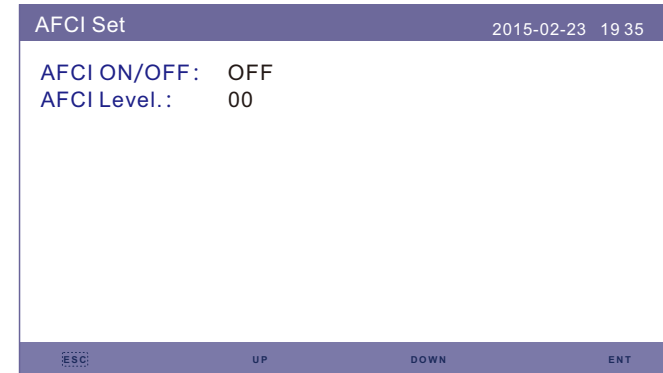 AFCI Set 2015-02-23 19 35
AFCI ON/OFF: OFF
AFCI Level.: 00
ESC UP DOWN ENT